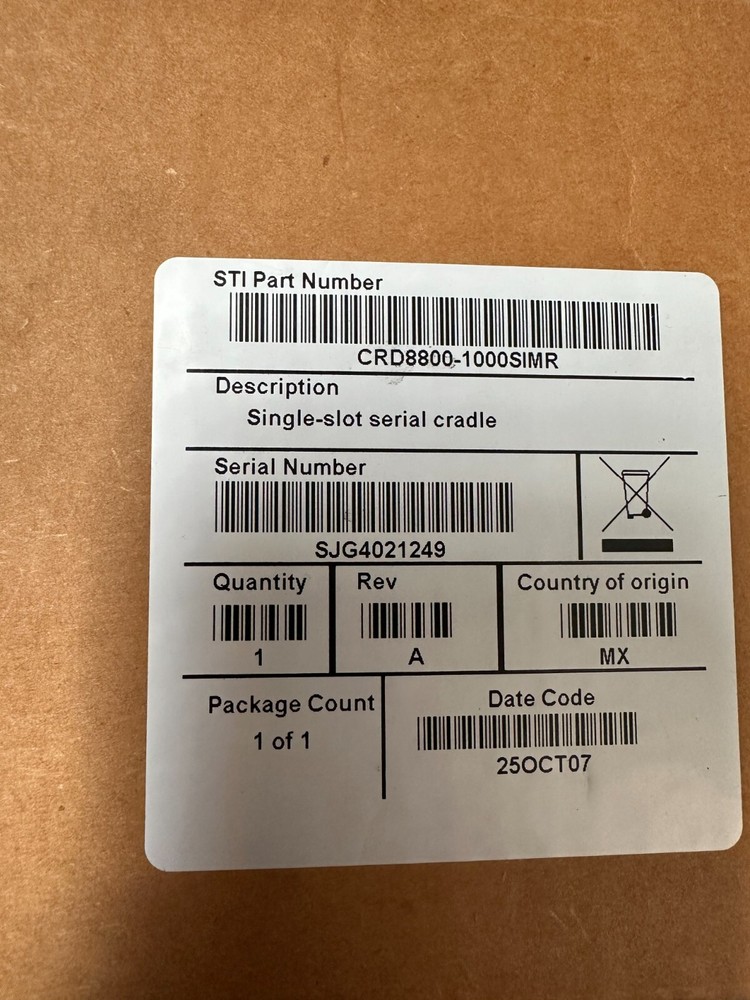 STI Part Number
CRD8800-1000SIMR
Description
Single-slot serial cradle
Serial Number
SJG4021249
Quantity
1
Rev
A
Country of origin
MX
Package Count
1 of 1
Date Code
25OCT07